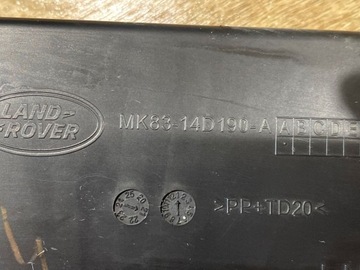 LAND
ROVER
MK83-14D190-A A B C D E
>PP+TD20<